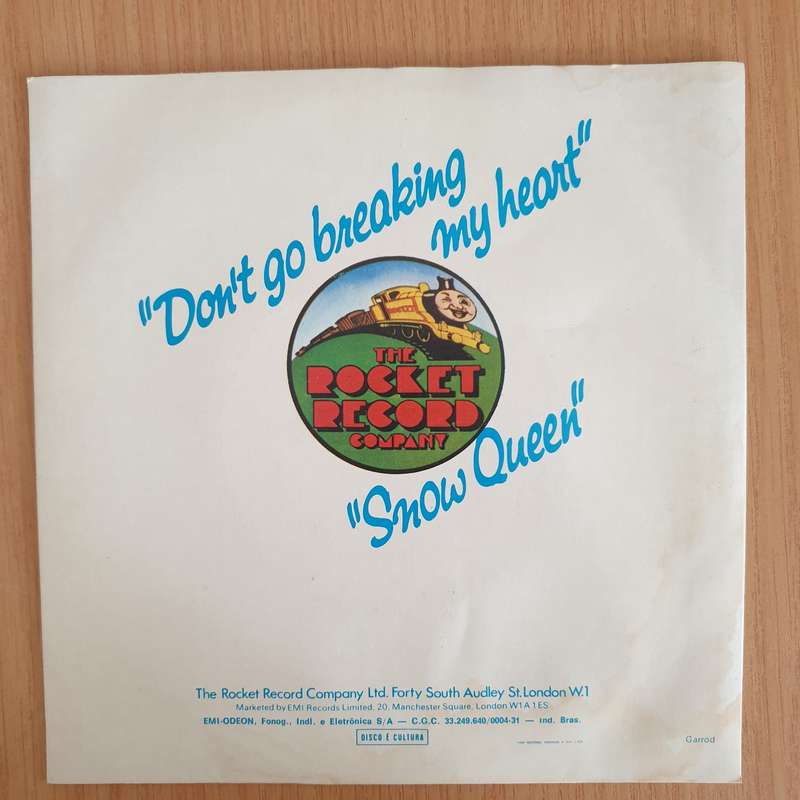 "Don't go breaking
my heart"
THE
ROCKET
RECORD
COMPANY
"Snow Queen"
The Rocket Record Company Ltd. Forty South Audley St. London W.1
Marketed by EMI Records Limited, 20, Manchester Square, London W1A 1ES
EMI-ODEON, Fonog., Indl. e Eletrônica S/A — C.G.C. 33.249.640/0004-31 — Ind. Bras.
DISCO É CULTURA
Garrod